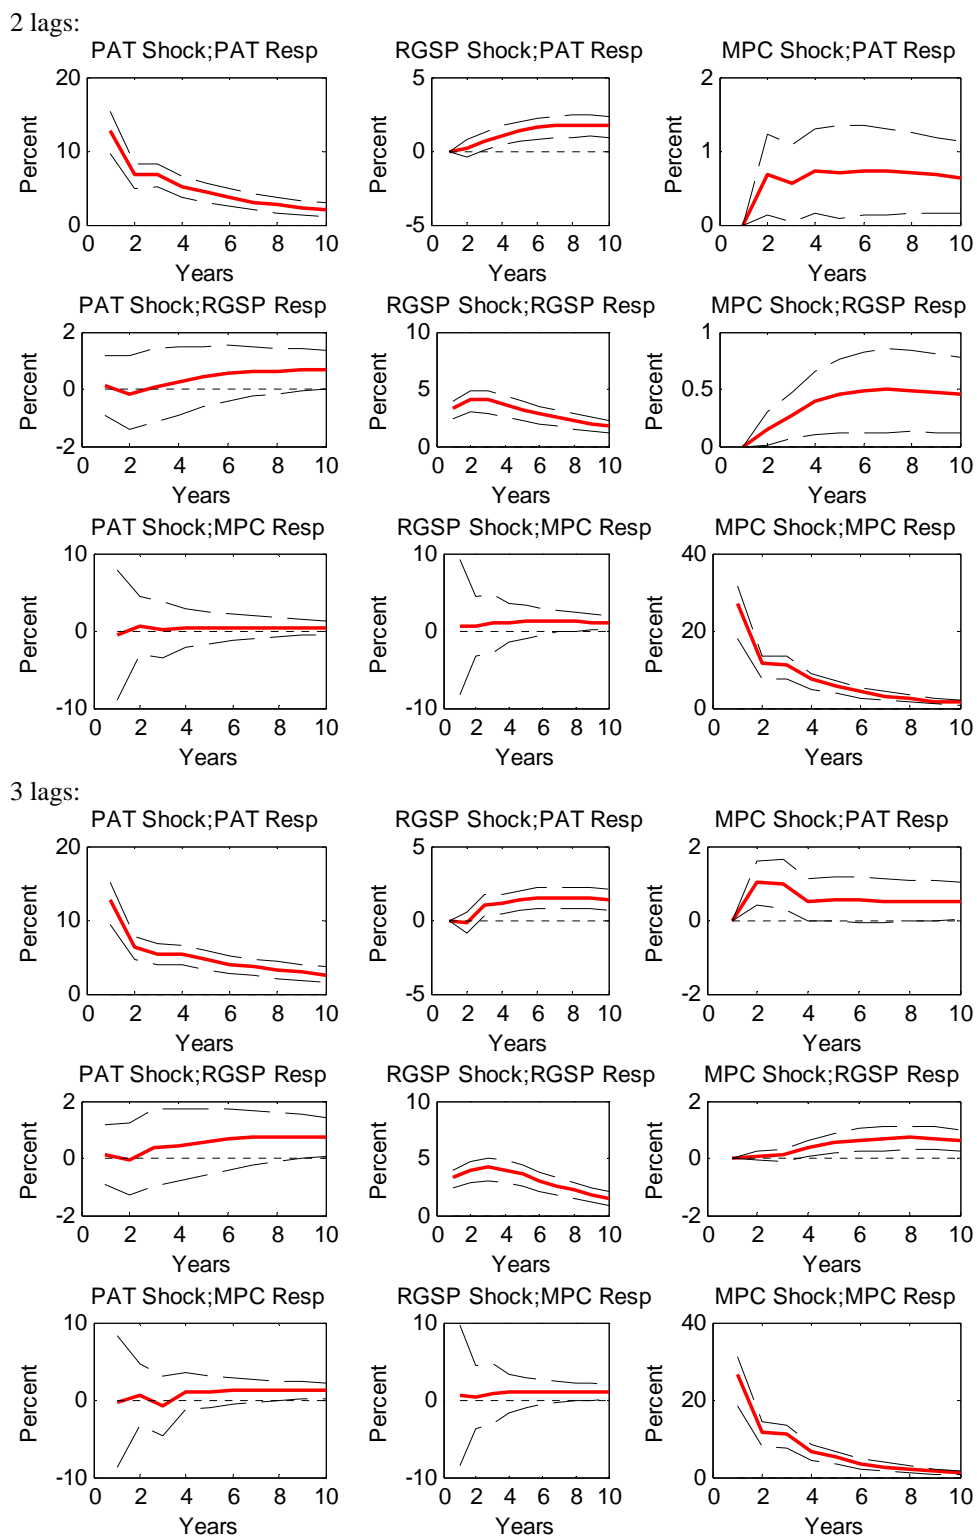 2 lags:
PAT Shock;PAT Resp
RGSP Shock;PAT Resp
MPC Shock;PAT Resp
20
10
0
Percent
0 2 4 6 8 10
Years
5
0
-5
Percent
0 2 4 6 8 10
Years
2
1
0
Percent
0 2 4 6 8 10
Years
PAT Shock;RGSP Resp
RGSP Shock;RGSP Resp
MPC Shock;RGSP Resp
2
0
-2
Percent
0 2 4 6 8 10
Years
10
5
0
Percent
0 2 4 6 8 10
Years
1
0.5
0
Percent
0 2 4 6 8 10
Years
PAT Shock;MPC Resp
RGSP Shock;MPC Resp
MPC Shock;MPC Resp
10
0
-10
Percent
0 2 4 6 8 10
Years
10
0
-10
Percent
0 2 4 6 8 10
Years
40
20
0
Percent
0 2 4 6 8 10
Years
3 lags:
PAT Shock;PAT Resp
RGSP Shock;PAT Resp
MPC Shock;PAT Resp
20
10
0
Percent
0 2 4 6 8 10
Years
5
0
-5
Percent
0 2 4 6 8 10
Years
2
0
-2
Percent
0 2 4 6 8 10
Years
PAT Shock;RGSP Resp
RGSP Shock;RGSP Resp
MPC Shock;RGSP Resp
2
0
-2
Percent
0 2 4 6 8 10
Years
10
5
0
Percent
0 2 4 6 8 10
Years
2
0
-2
Percent
0 2 4 6 8 10
Years
PAT Shock;MPC Resp
RGSP Shock;MPC Resp
MPC Shock;MPC Resp
10
0
-10
Percent
0 2 4 6 8 10
Years
10
0
-10
Percent
0 2 4 6 8 10
Years
40
20
0
Percent
0 2 4 6 8 10
Years